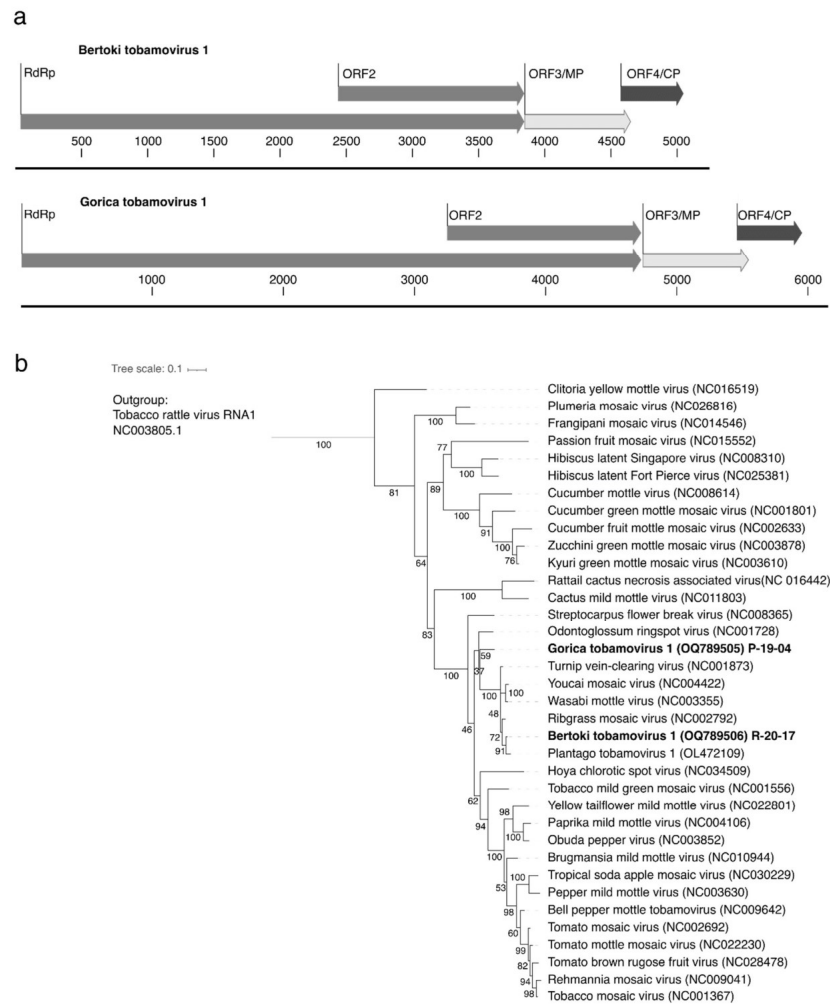 a
Bertoki tobamovirus 1
RdRp
ORF2
ORF3/MP
ORF4/CP
500 1000 1500 2000 2500 3000 3500 4000 4500 5000
Gorica tobamovirus 1
RdRp
ORF2
ORF3/MP
ORF4/CP
1000 2000 3000 4000 5000 6000
b
Tree scale: 0.1
Outgroup:
Tobacco rattle virus RNA1
NC003805.1
100
81
64
100
89
77
100
100
91
100
76
83
100
100
46
37
59
100
100
48
72
91
62
94
100
98
100
53
98
100
60
99
82
94
98
Clitoria yellow mottle virus (NC016519)
Plumeria mosaic virus (NC026816)
Frangipani mosaic virus (NC014546)
Passion fruit mosaic virus (NC015552)
Hibiscus latent Singapore virus (NC008310)
Hibiscus latent Fort Pierce virus (NC025381)
Cucumber mottle virus (NC008614)
Cucumber green mottle mosaic virus (NC001801)
Cucumber fruit mottle mosaic virus (NC002633)
Zucchini green mottle mosaic virus (NC003878)
Kyuri green mottle mosaic virus (NC003610)
Rattail cactus necrosis associated virus(NC 016442)
Cactus mild mottle virus (NC011803)
Streptocarpus flower break virus (NC008365)
Odontoglossum ringspot virus (NC001728)
Gorica tobamovirus 1 (OQ789505) P-19-04
Turnip vein-clearing virus (NC001873)
Youcai mosaic virus (NC004422)
Wasabi mottle virus (NC003355)
Ribgrass mosaic virus (NC002792)
Bertoki tobamovirus 1 (OQ789506) R-20-17
Plantago tobamovirus 1 (OL472109)
Hoya chlorotic spot virus (NC034509)
Tobacco mild green mosaic virus (NC001556)
Yellow tailflower mild mottle virus (NC022801)
Paprika mild mottle virus (NC004106)
Obuda pepper virus (NC003852)
Brugmansia mild mottle virus (NC010944)
Tropical soda apple mosaic virus (NC030229)
Pepper mild mottle virus (NC003630)
Bell pepper mottle tobamovirus (NC009642)
Tomato mosaic virus (NC002692)
Tomato mottle mosaic virus (NC022230)
Tomato brown rugose fruit virus (NC028478)
Rehmannia mosaic virus (NC009041)
Tobacco mosaic virus (NC001367)